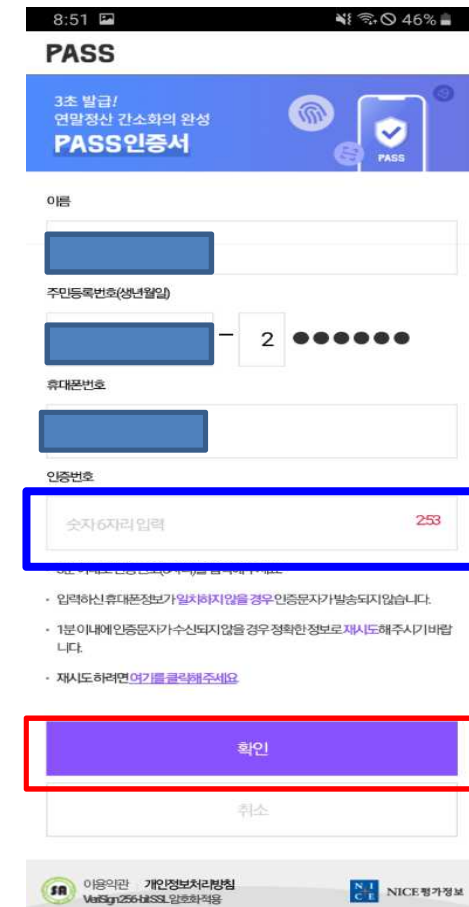 8:51 46%
PASS
3초 발급!
연말정산 간소화의 완성
PASS인증서
PASS
이름
주민등록번호(생년월일)
- 2 ●●●●●●
휴대폰번호
인증번호
숫자 6자리 입력 2:53
· 입력하신 휴대폰정보가 일치하지 않을 경우 인증문자가 발송되지 않습니다.
· 1분 이내에 인증문자가 수신되지 않을 경우 정확한 정보로 재시도해주시기 바랍
니다.
· 재시도 하려면 여기를 클릭해주세요
확인
취소
이용약관 개인정보처리방침
VeriSign 256-bit SSL 암호화적용
NICE평가정보